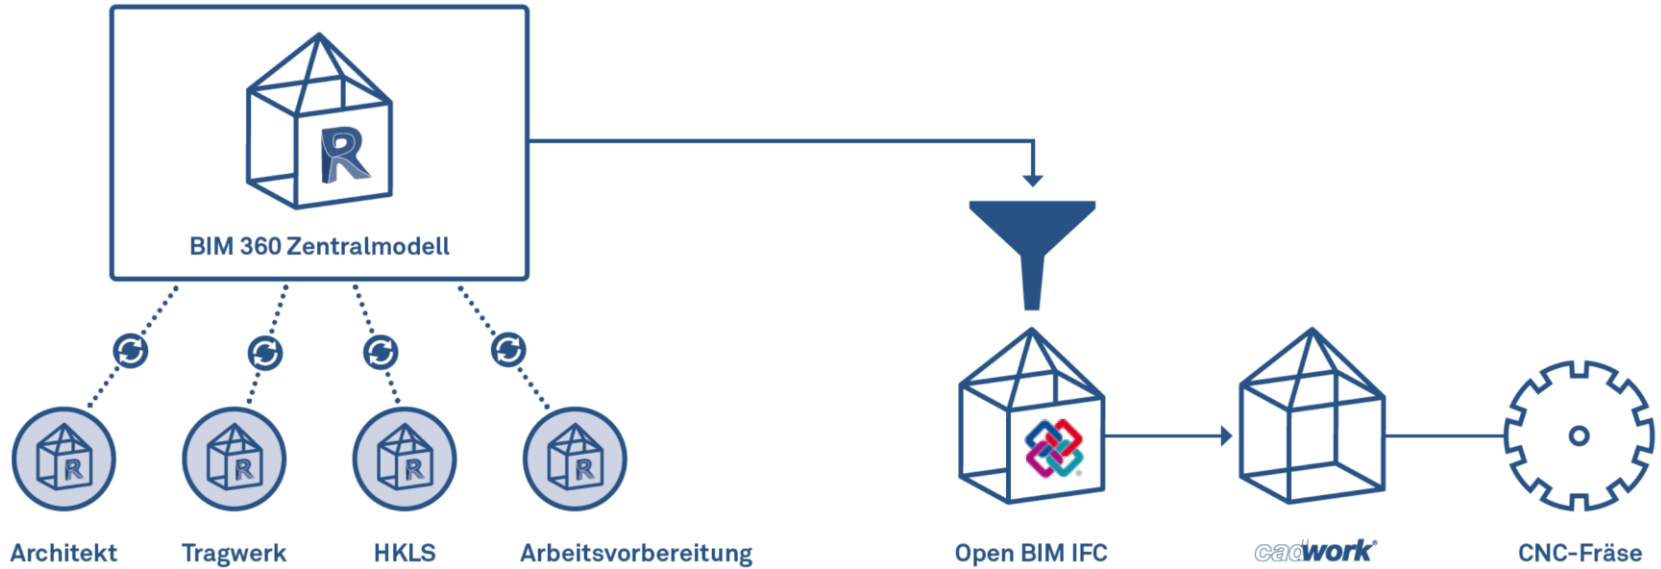 R
BIM 360 Zentralmodell
R
R
R
R
Architekt
Tragwerk
HKLS
Arbeitsvorbereitung
Open BIM IFC
cadwork®
CNC-Fräse